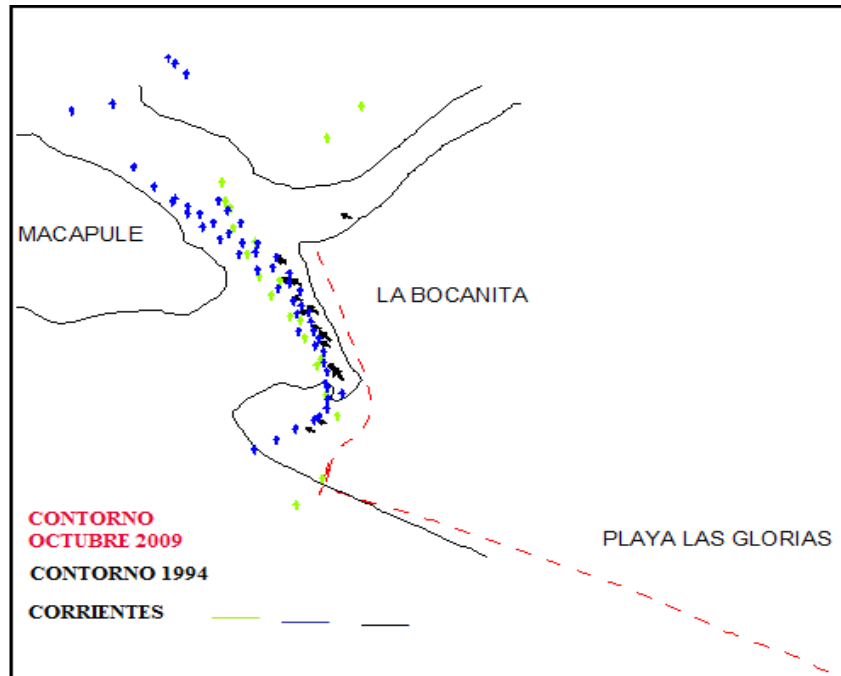 MACAPULE
LA BOCANITA
CONTORNO
OCTUBRE 2009
PLAYA LAS GLORIAS
CONTORNO 1994
CORRIENTES